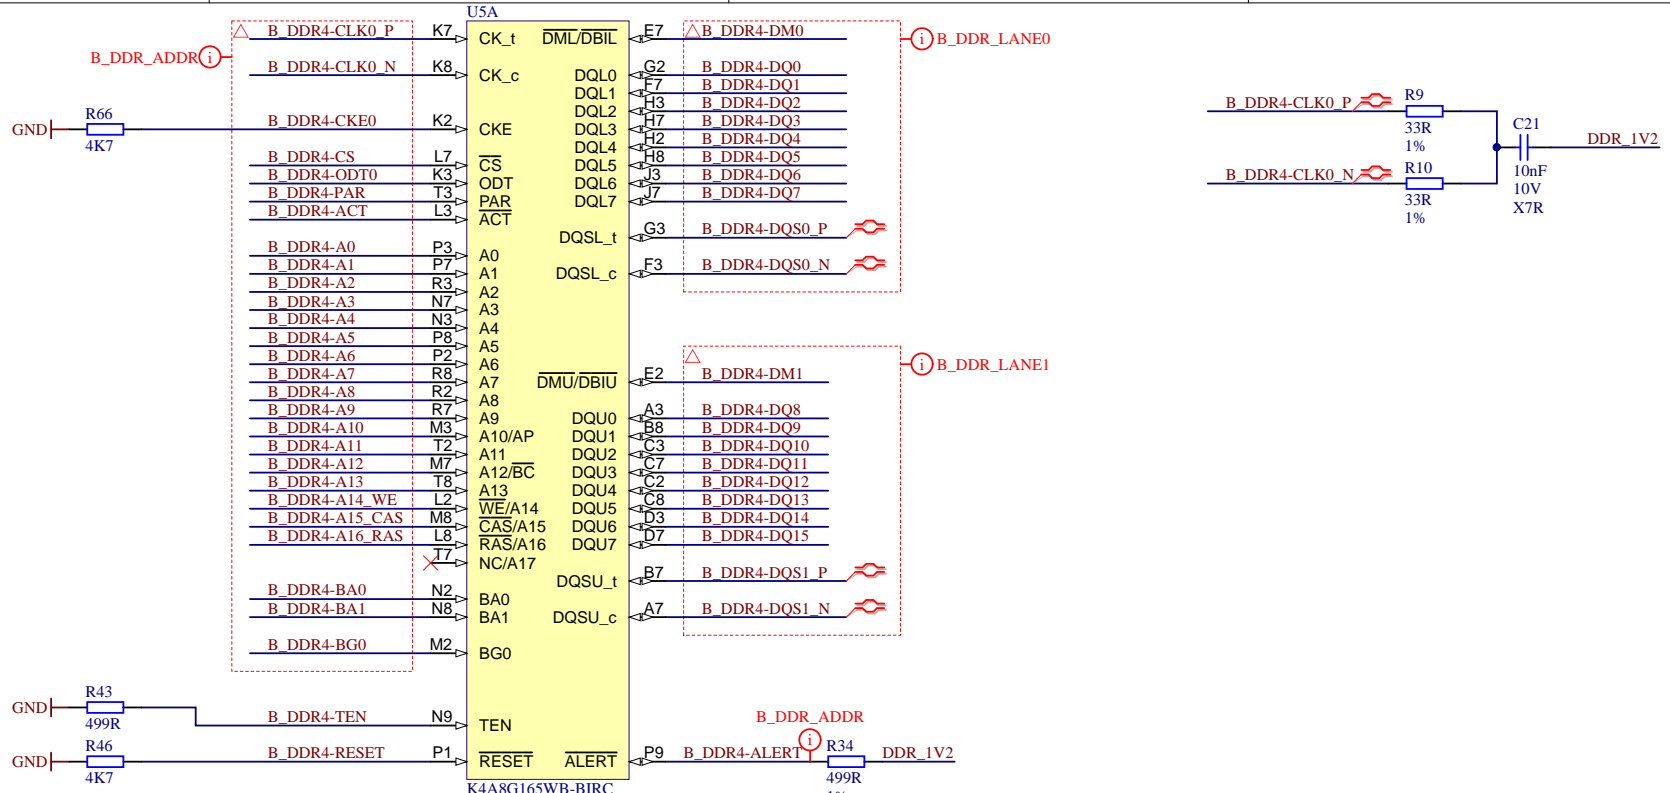 U5A
B_DDR_ADDR
B_DDR4-CLK0_P K7 CK_t
B_DDR4-CLK0_N K8 CK_c
GND R66 4K7 B_DDR4-CKE0 K2 CKE
B_DDR4-CS L7 CS
B_DDR4-ODT0 K3 ODT
B_DDR4-PAR T3 PAR
B_DDR4-ACT L3 ACT
B_DDR4-A0 P3 A0
B_DDR4-A1 P7 A1
B_DDR4-A2 R3 A2
B_DDR4-A3 N7 A3
B_DDR4-A4 N3 A4
B_DDR4-A5 P8 A5
B_DDR4-A6 P2 A6
B_DDR4-A7 R8 A7
B_DDR4-A8 R2 A8
B_DDR4-A9 R7 A9
B_DDR4-A10 M3 A10/AP
B_DDR4-A11 T2 A11
B_DDR4-A12 M7 A12/BC
B_DDR4-A13 T8 A13
B_DDR4-A14_WE L2 WE/A14
B_DDR4-A15_CAS M8 CAS/A15
B_DDR4-A16_RAS L8 RAS/A16
T7 NC/A17
B_DDR4-BA0 N2 BA0
B_DDR4-BA1 N8 BA1
B_DDR4-BG0 M2 BG0
GND R43 499R B_DDR4-TEN N9 TEN
GND R46 4K7 B_DDR4-RESET P1 RESET
DML/DBIL E7 B_DDR4-DM0
B_DDR_LANE0
DQL0 G2 B_DDR4-DQ0
DQL1 F7 B_DDR4-DQ1
DQL2 H3 B_DDR4-DQ2
DQL3 H7 B_DDR4-DQ3
DQL4 H2 B_DDR4-DQ4
DQL5 H8 B_DDR4-DQ5
DQL6 J3 B_DDR4-DQ6
DQL7 J7 B_DDR4-DQ7
DQSL_t G3 B_DDR4-DQS0_P
DQSL_c F3 B_DDR4-DQS0_N
B_DDR_LANE1
DMU/DBIU E2 B_DDR4-DM1
DQU0 A3 B_DDR4-DQ8
DQU1 B8 B_DDR4-DQ9
DQU2 C3 B_DDR4-DQ10
DQU3 C7 B_DDR4-DQ11
DQU4 C2 B_DDR4-DQ12
DQU5 C8 B_DDR4-DQ13
DQU6 D3 B_DDR4-DQ14
DQU7 D7 B_DDR4-DQ15
DQSU_t B7 B_DDR4-DQS1_P
DQSU_c A7 B_DDR4-DQS1_N
B_DDR_ADDR
ALERT P9 B_DDR4-ALERT R34 DDR_1V2
499R
1%
K4A8G165WB-BIRC
B_DDR4-CLK0_P R9
33R
1%
B_DDR4-CLK0_N R10
33R
1%
C21 DDR_1V2
10nF
10V
X7R